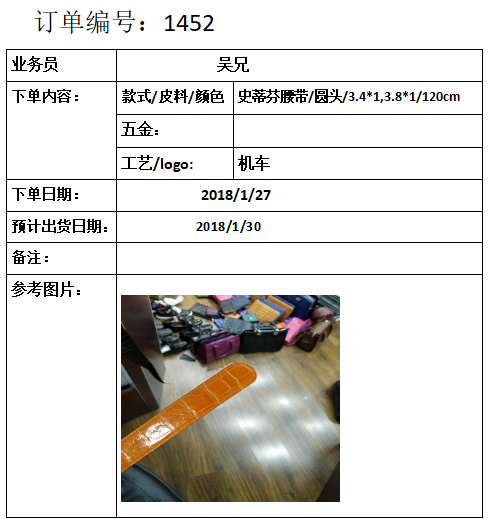 订单编号：1452
业务员 吴兄
下单内容： 款式/皮料/颜色 史蒂芬腰带/圆头/3.4*1,3.8*1/120cm
五金：
工艺/logo: 机车
下单日期： 2018/1/27
预计出货日期： 2018/1/30
备注：
参考图片：